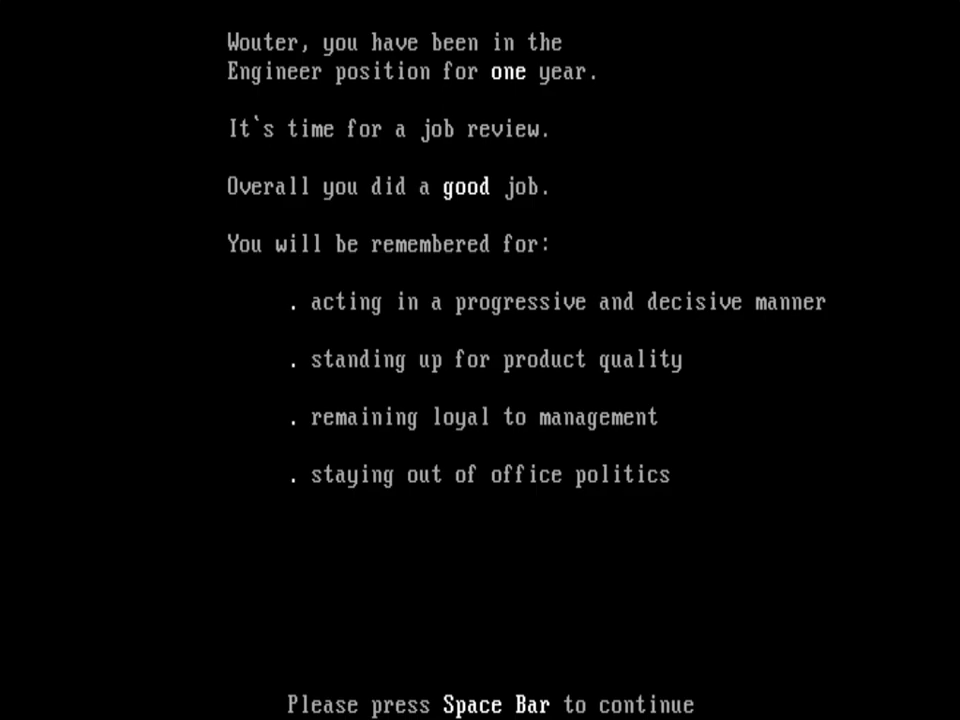 Wouter, you have been in the
Engineer position for one year.
It`s time for a job review.
Overall you did a good job.
You will be remembered for:
. acting in a progressive and decisive manner
. standing up for product quality
. remaining loyal to management
. staying out of office politics
Please press Space Bar to continue